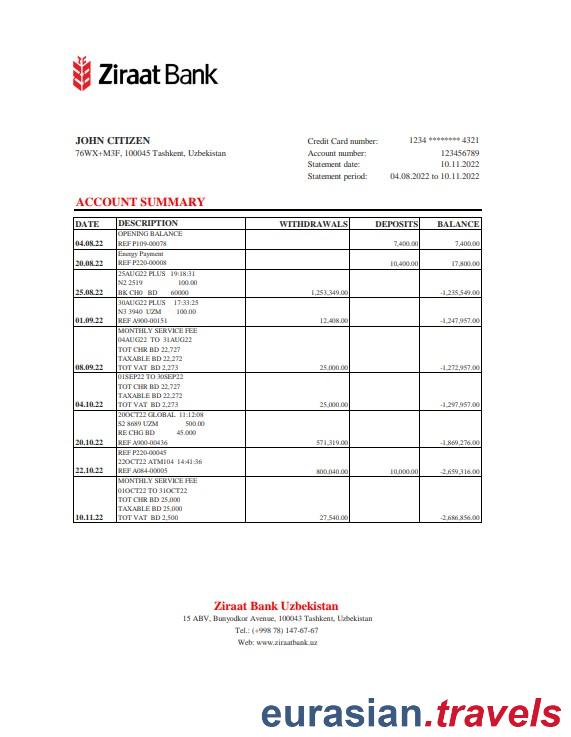 Ziraat Bank
JOHN CITIZEN
76WX+M3F, 100045 Tashkent, Uzbekistan
Credit Card number: 1234 ******** 4321
Account number: 123456789
Statement date: 10.11.2022
Statement period: 04.08.2022 to 10.11.2022
ACCOUNT SUMMARY
DATE DESCRIPTION WITHDRAWALS DEPOSITS BALANCE
OPENING BALANCE
04.08.22 REF P109-00078 7,400.00 7,400.00
Energy Payment
20.08.22 REF P220-00008 10,400.00 17,800.00
25AUG22 PLUS 19:18:31
N2 2519 100.00
25.08.22 BK CH0 BD 60000 1,253,349.00 -1,235,549.00
30AUG22 PLUS 17:33:25
N3 3940 UZM 100.00
01.09.22 REF A900-00151 12,408.00 -1,247,957.00
MONTHLY SERVICE FEE
04AUG22 TO 31AUG22
TOT CHR BD 22,727
TAXABLE BD 22,272
08.09.22 TOT VAT BD 2,273 25,000.00 -1,272,957.00
01SEP22 TO 30SEP22
TOT CHR BD 22,727
TAXABLE BD 22,272
04.10.22 TOT VAT BD 2,273 25,000.00 -1,297,957.00
20OCT22 GLOBAL 11:12:08
S2 8689 UZM 500.00
RE CHG BD 45.000
20.10.22 REF A900-00436 571,319.00 -1,869,276.00
REF P220-00045
22OCT22 ATM104 14:41:36
22.10.22 REF A084-00005 800,040.00 10,000.00 -2,659,316.00
MONTHLY SERVICE FEE
01OCT22 TO 31OCT22
TOT CHR BD 25,000
TAXABLE BD 25,000
10.11.22 TOT VAT BD 2,500 27,540.00 -2,686,856.00
Ziraat Bank Uzbekistan
15 ABV, Bunyodkor Avenue, 100043 Tashkent, Uzbekistan
Tel.: (+998 78) 147-67-67
Web: www.ziraatbank.uz
eurasian.travels